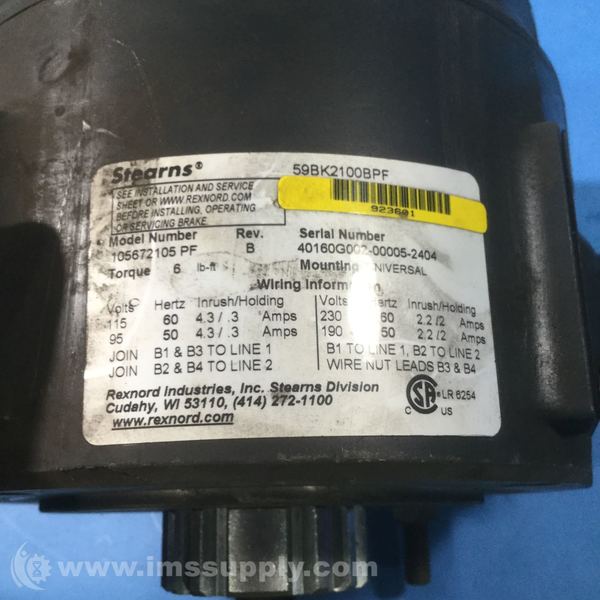 Stearns®
59BK2100BPF
SEE INSTALLATION AND SERVICE
SHEET OR WWW.REXNORD.COM
BEFORE INSTALLING, OPERATING
OR SERVICING BRAKE.
923601
Model Number Rev. Serial Number
105672105 PF B 40160G002-00005-2404
Torque 6 lb-ft Mounting UNIVERSAL
Wiring Information
Volts Hertz Inrush/Holding Volts Hertz Inrush/Holding
115 60 4.3 / .3 Amps 230 60 2.2 /2 Amps
95 50 4.3 / .3 Amps 190 50 2.2 /2 Amps
JOIN B1 & B3 TO LINE 1 B1 TO LINE 1, B2 TO LINE 2
JOIN B2 & B4 TO LINE 2 WIRE NUT LEADS B3 & B4
Rexnord Industries, Inc. Stearns Division
Cudahy, WI 53110, (414) 272-1100
www.rexnord.com
C SA US LR 6254
© www.imssupply.com